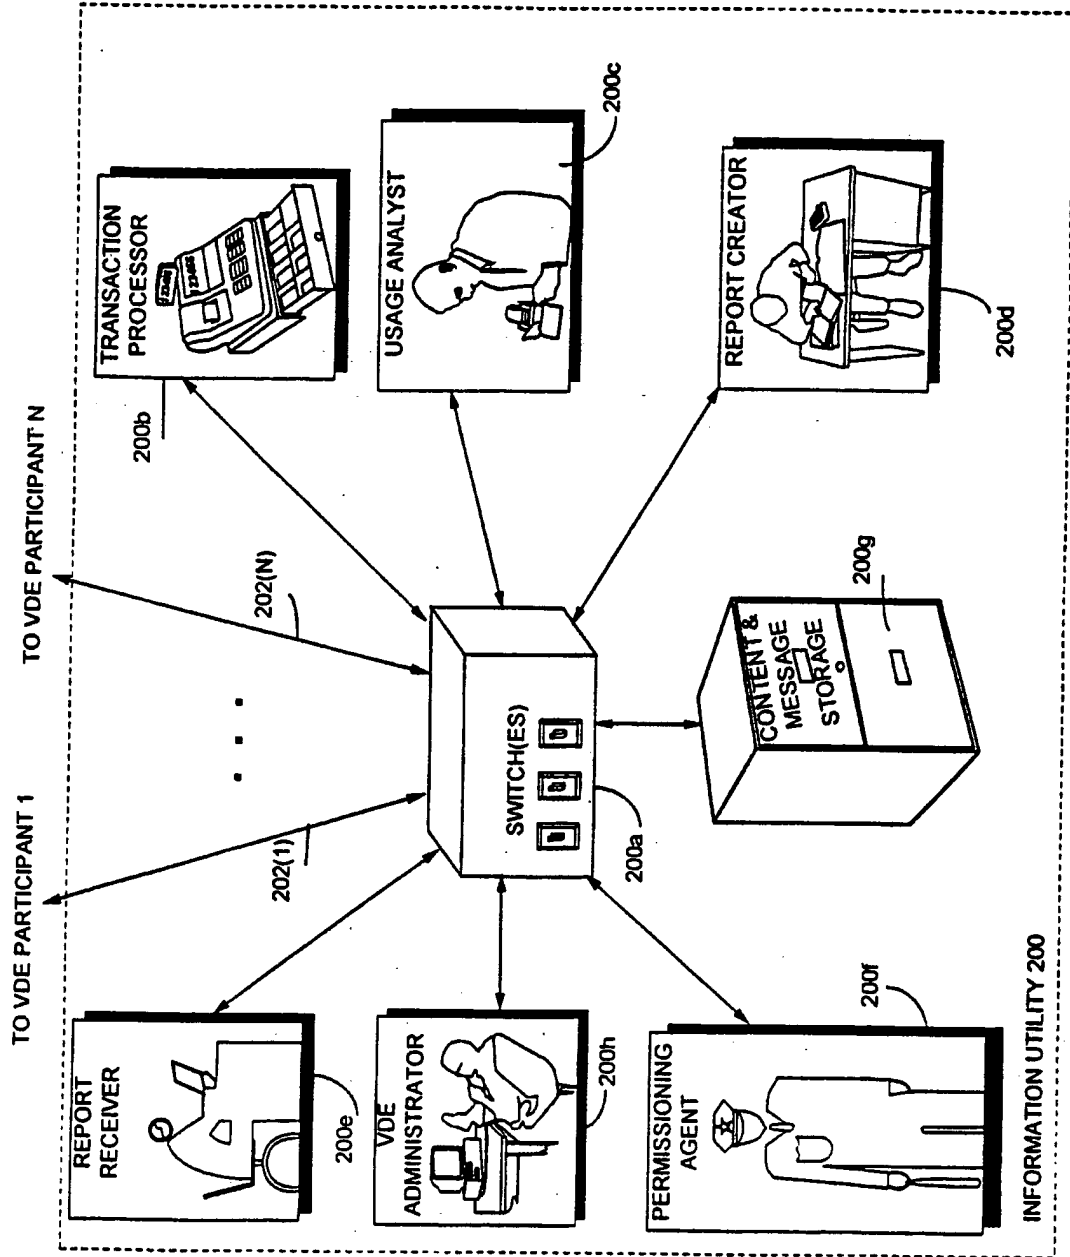 TO VDE PARTICIPANT 1
TO VDE PARTICIPANT N
202(1)
202(N)
REPORT
RECEIVER
200e
TRANSACTION
PROCESSOR
200b
VDE
ADMINISTRATOR
200h
SWITCH(ES)
200a
USAGE ANALYST
200c
PERMISSIONING
AGENT
200f
CONTENT &
MESSAGE
STORAGE
200g
REPORT CREATOR
200d
INFORMATION UTILITY 200